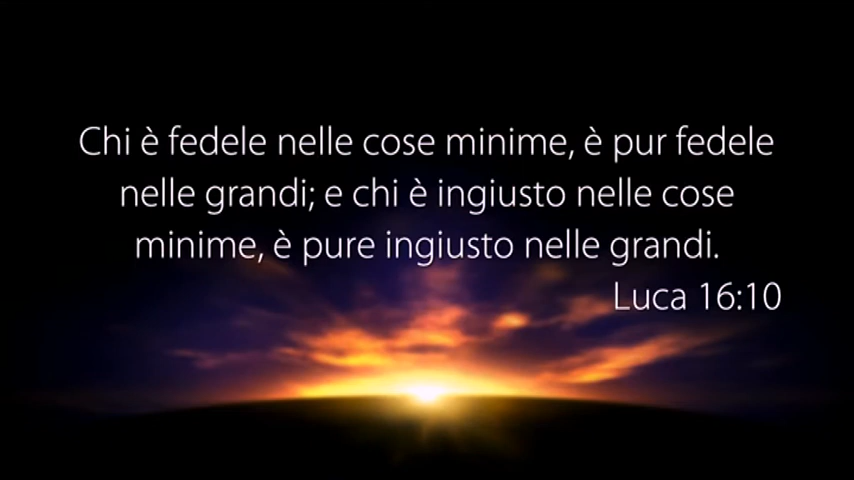 Chi è fedele nelle cose minime, è pur fedele
nelle grandi; e chi è ingiusto nelle cose
minime, è pure ingiusto nelle grandi.
Luca 16:10